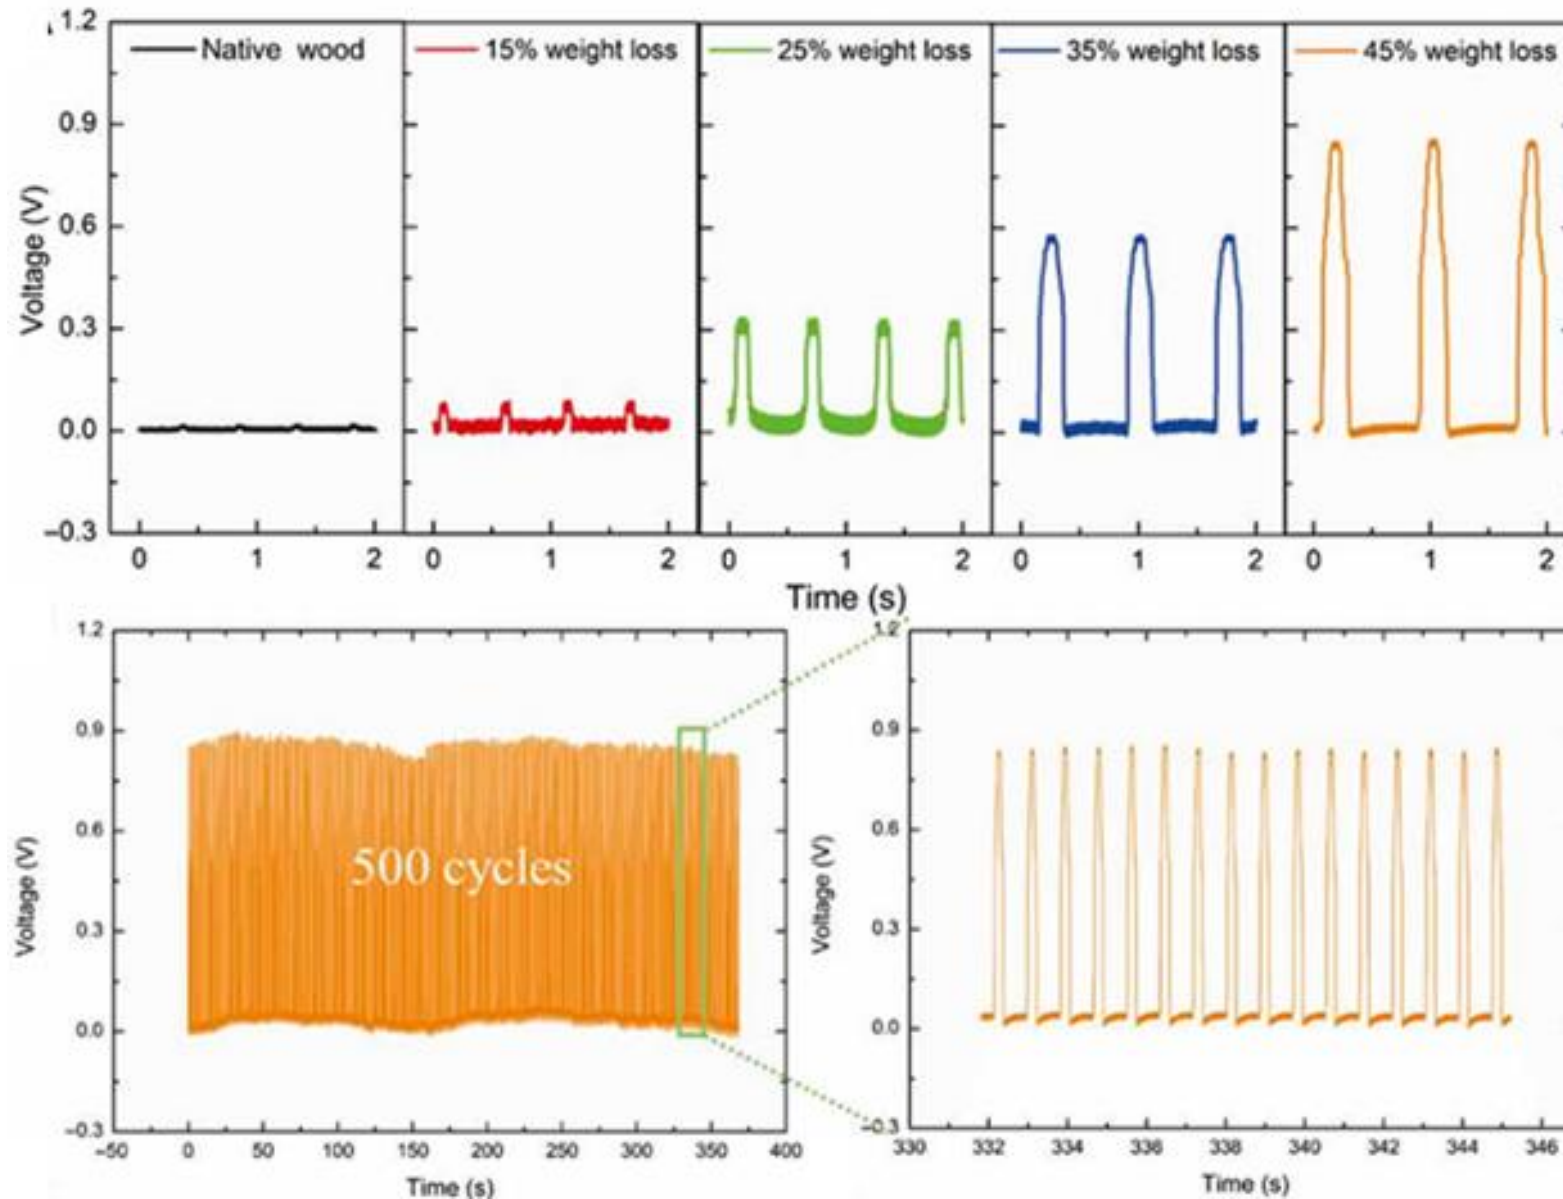 1.2
Native wood
15% weight loss
25% weight loss
35% weight loss
45% weight loss
0.9
0.6
0.3
0.0
−0.3
Voltage (V)
0 1 2 0 1 2 0 1 2 0 1 2 0 1 2
Time (s)
1.2
0.9
0.6
0.3
0.0
−0.3
Voltage (V)
500 cycles
−50 0 50 100 150 200 250 300 350 400
Time (s)
1.2
0.9
0.6
0.3
0.0
−0.3
Voltage (V)
330 332 334 336 338 340 342 344 346
Time (s)